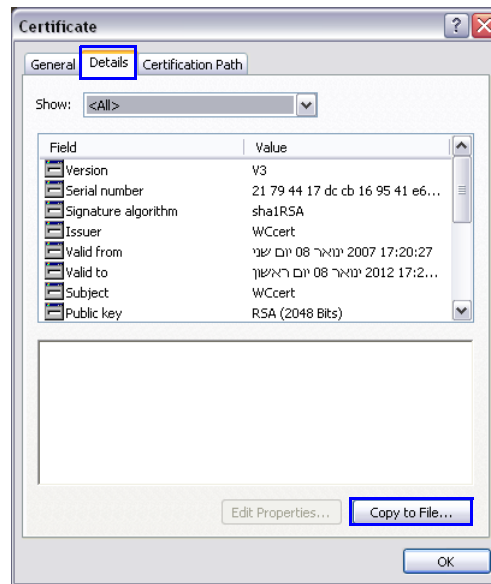 Certificate
General Details Certification Path
Show: <All>
Field Value
Version V3
Serial number 21 79 44 17 dc cb 16 95 41 e6...
Signature algorithm sha1RSA
Issuer WCcert
Valid from יום שני 08 ינואר 2007 17:20:27
Valid to יום ראשון 08 ינואר 2012 17:2...
Subject WCcert
Public key RSA (2048 Bits)
Edit Properties... Copy to File...
OK